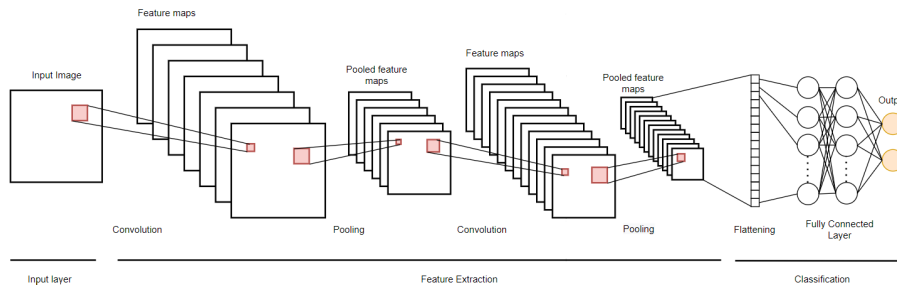 Feature maps
Input Image
Pooled feature
maps
Feature maps
Pooled feature
maps
Outp
Convolution
Pooling
Convolution
Pooling
Flattening
Fully Connected
Layer
Input layer
Feature Extraction
Classification